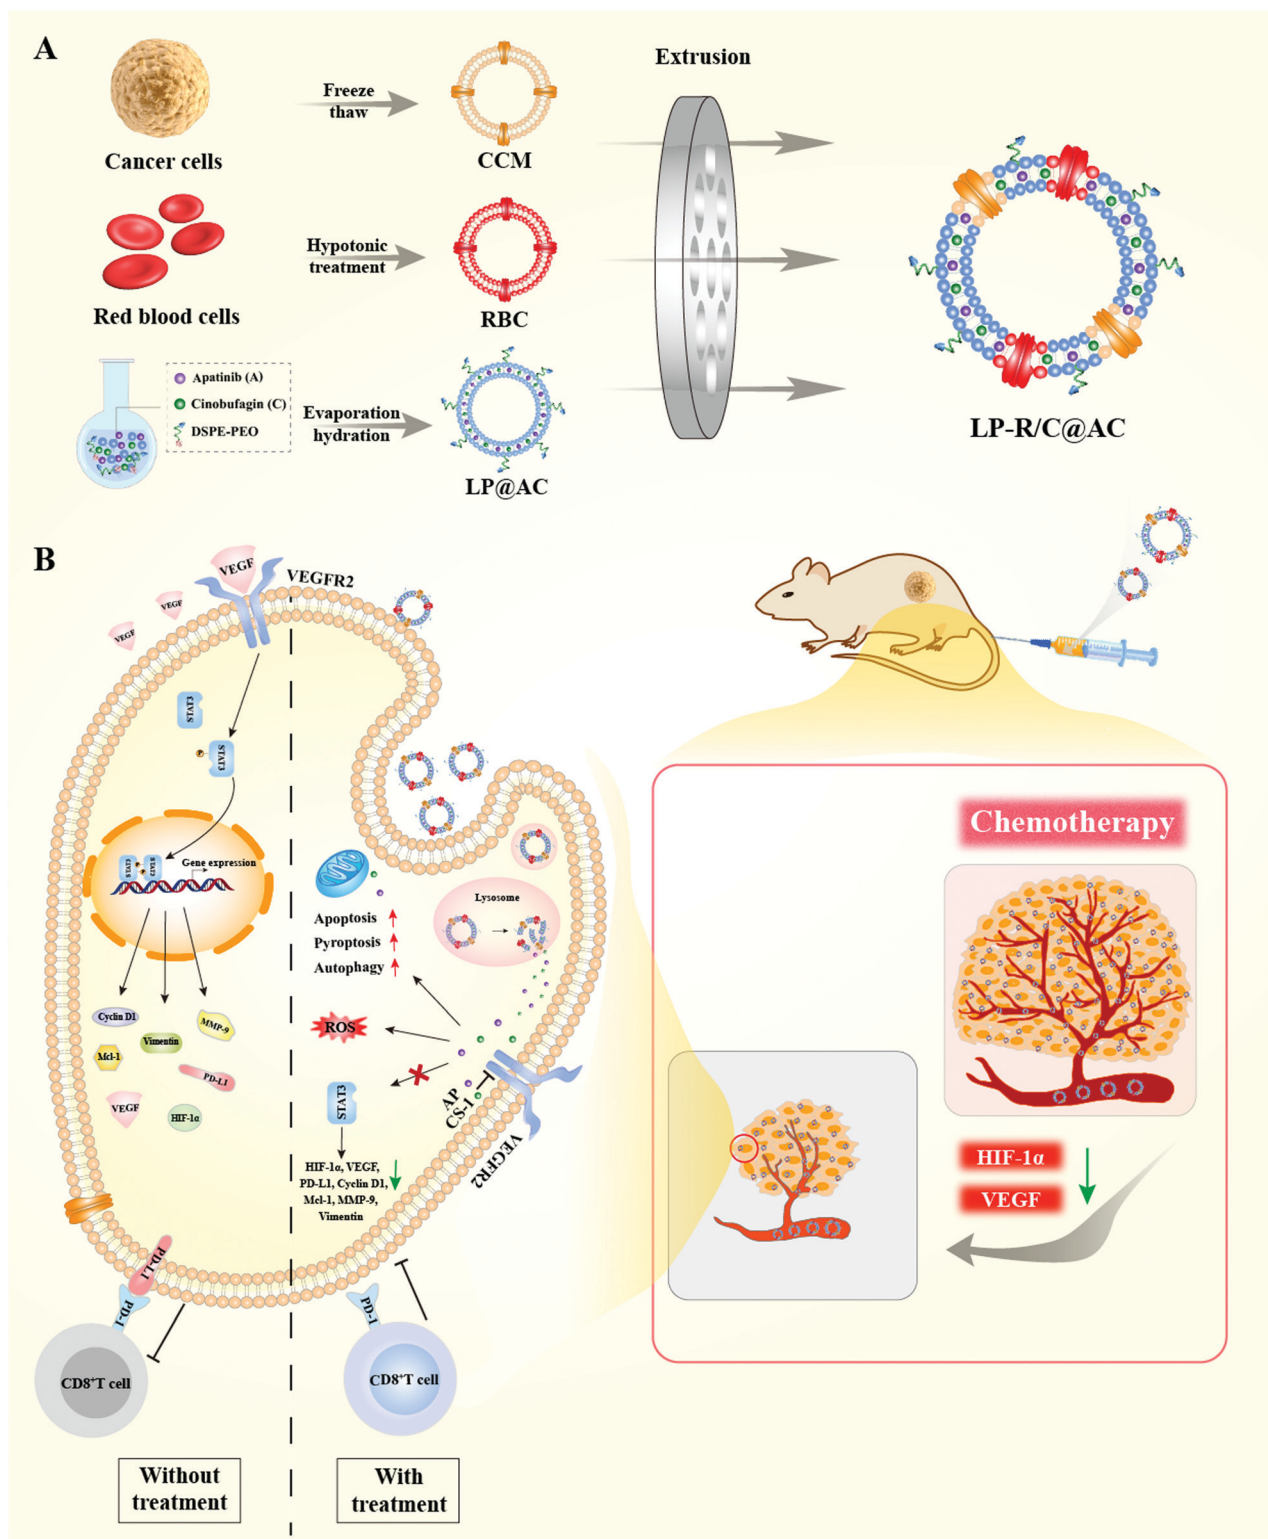 A
Cancer cells
Freeze
thaw
CCM
Extrusion
Red blood cells
Hypotonic
treatment
RBC
Apatinib (A)
Cinobufagin (C)
DSPE-PEO
Evaporation
hydration
LP@AC
LP-R/C@AC
B
VEGF
VEGFR2
VEGF
VEGF
STAT3
STAT3
P
STAT3
STAT3
Gene expression
Cyclin D1
MMP-9
Vimentin
Mcl-1
PD-L1
VEGF
HIF-1α
PD-L1
PD-1
CD8+T cell
Without
treatment
Lysosome
Apoptosis
Pyroptosis
Autophagy
ROS
STAT3
AP
CS-1
VEGFR2
HIF-1α, VEGF,
PD-L1, Cyclin D1,
Mcl-1, MMP-9,
Vimentin
PD-1
CD8+T cell
With
treatment
Chemotherapy
HIF-1α
VEGF